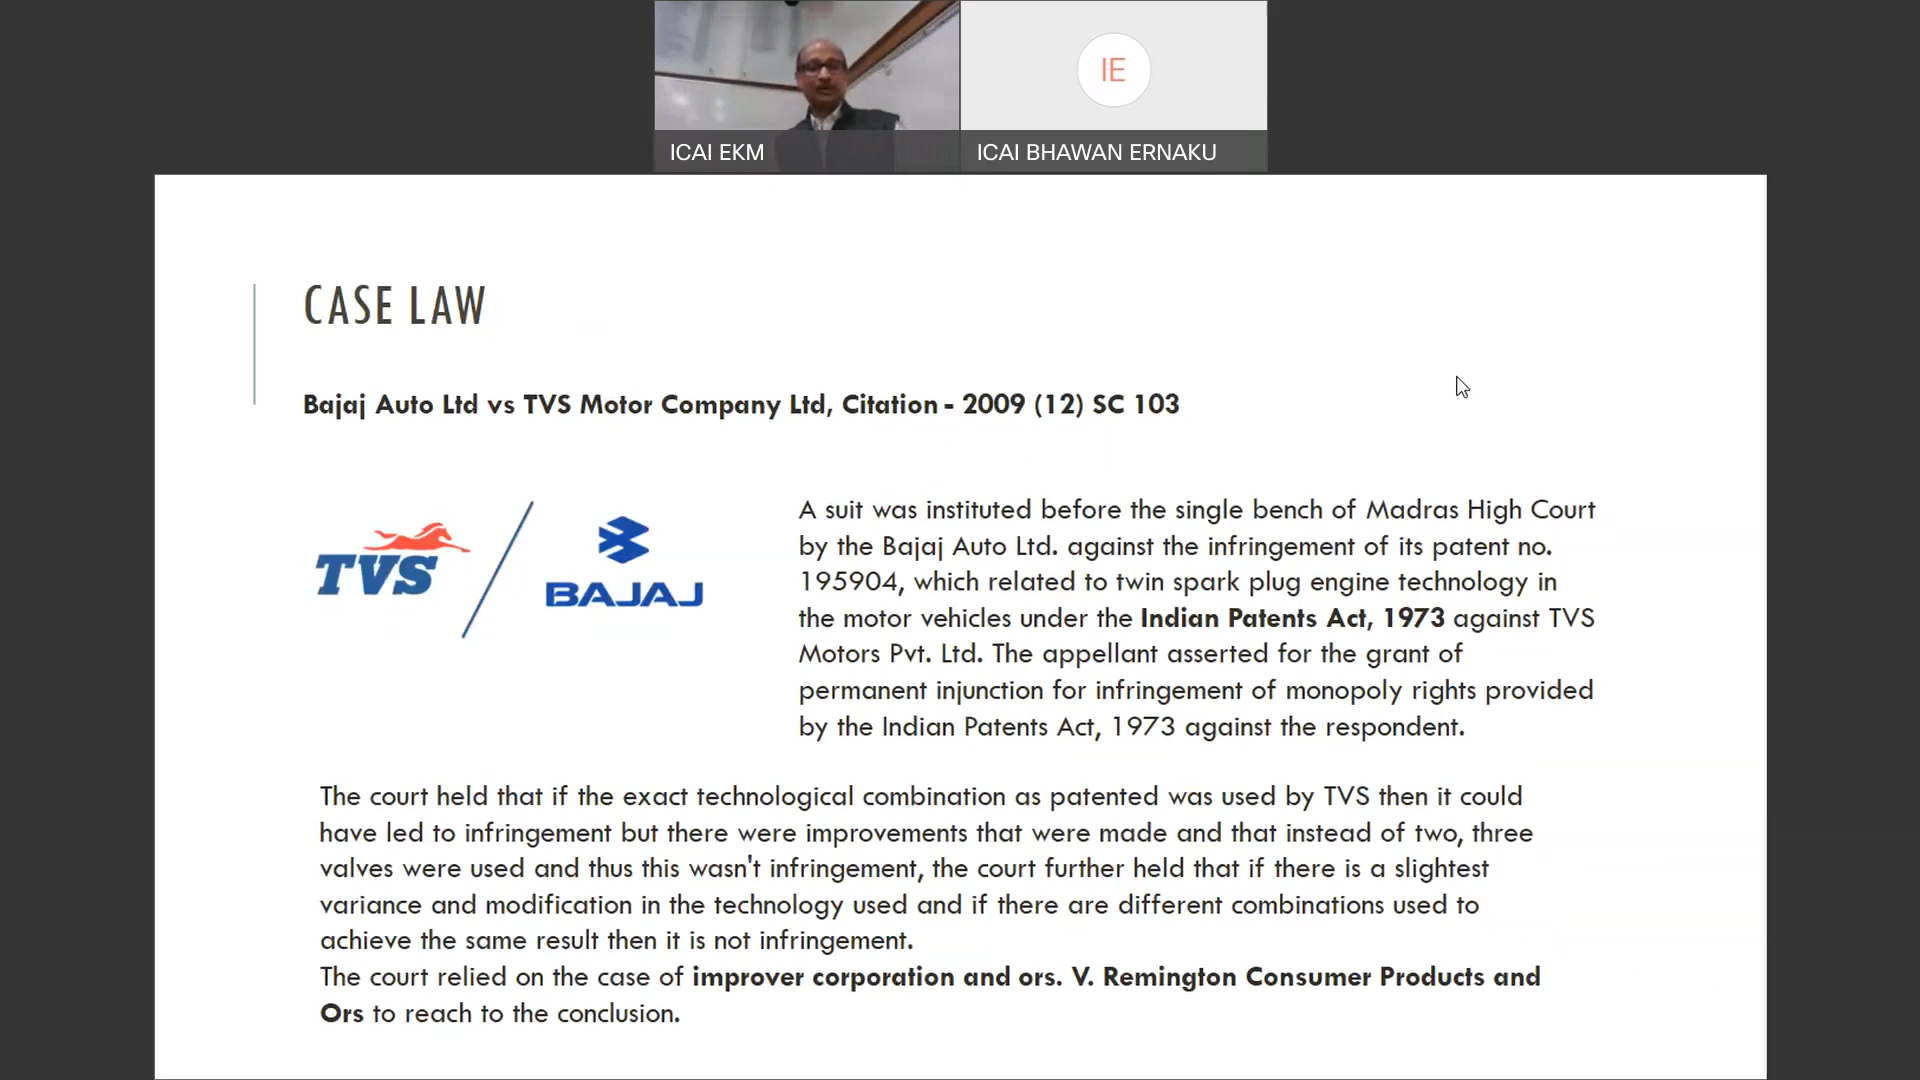 ICAI EKM
IE
ICAI BHAWAN ERNAKU
CASE LAW
Bajaj Auto Ltd vs TVS Motor Company Ltd, Citation - 2009 (12) SC 103
TVS
BAJAJ
A suit was instituted before the single bench of Madras High Court
by the Bajaj Auto Ltd. against the infringement of its patent no.
195904, which related to twin spark plug engine technology in
the motor vehicles under the Indian Patents Act, 1973 against TVS
Motors Pvt. Ltd. The appellant asserted for the grant of
permanent injunction for infringement of monopoly rights provided
by the Indian Patents Act, 1973 against the respondent.
The court held that if the exact technological combination as patented was used by TVS then it could
have led to infringement but there were improvements that were made and that instead of two, three
valves were used and thus this wasn't infringement, the court further held that if there is a slightest
variance and modification in the technology used and if there are different combinations used to
achieve the same result then it is not infringement.
The court relied on the case of improver corporation and ors. V. Remington Consumer Products and
Ors to reach to the conclusion.